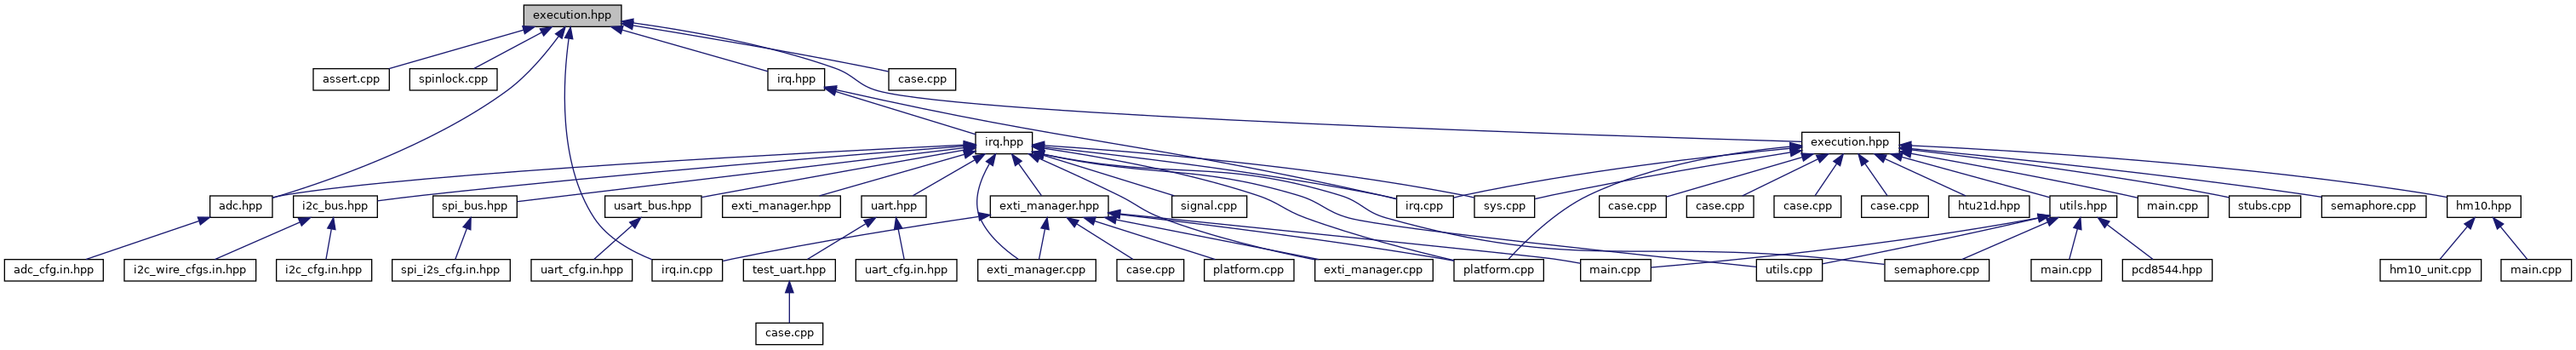 execution.hpp
assert.cpp
spinlock.cpp
irq.hpp
case.cpp
irq.hpp
execution.hpp
adc.hpp
i2c_bus.hpp
spi_bus.hpp
usart_bus.hpp
exti_manager.hpp
uart.hpp
exti_manager.hpp
signal.cpp
irq.cpp
sys.cpp
case.cpp
case.cpp
case.cpp
case.cpp
htu21d.hpp
utils.hpp
main.cpp
stubs.cpp
semaphore.cpp
hm10.hpp
adc_cfg.in.hpp
i2c_wire_cfgs.in.hpp
i2c_cfg.in.hpp
spi_i2s_cfg.in.hpp
uart_cfg.in.hpp
irq.in.cpp
test_uart.hpp
uart_cfg.in.hpp
exti_manager.cpp
case.cpp
platform.cpp
exti_manager.cpp
platform.cpp
main.cpp
utils.cpp
semaphore.cpp
main.cpp
pcd8544.hpp
hm10_unit.cpp
main.cpp
case.cpp